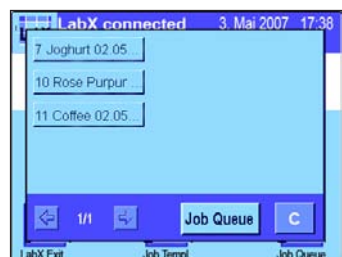 LabX connected 3. Mai 2007 17:38
7 Joghurt 02.05...
10 Rose Purpur ...
11 Coffee 02.05...
1/1 Job Queue C
LabX Exit Job Templ Job Queue